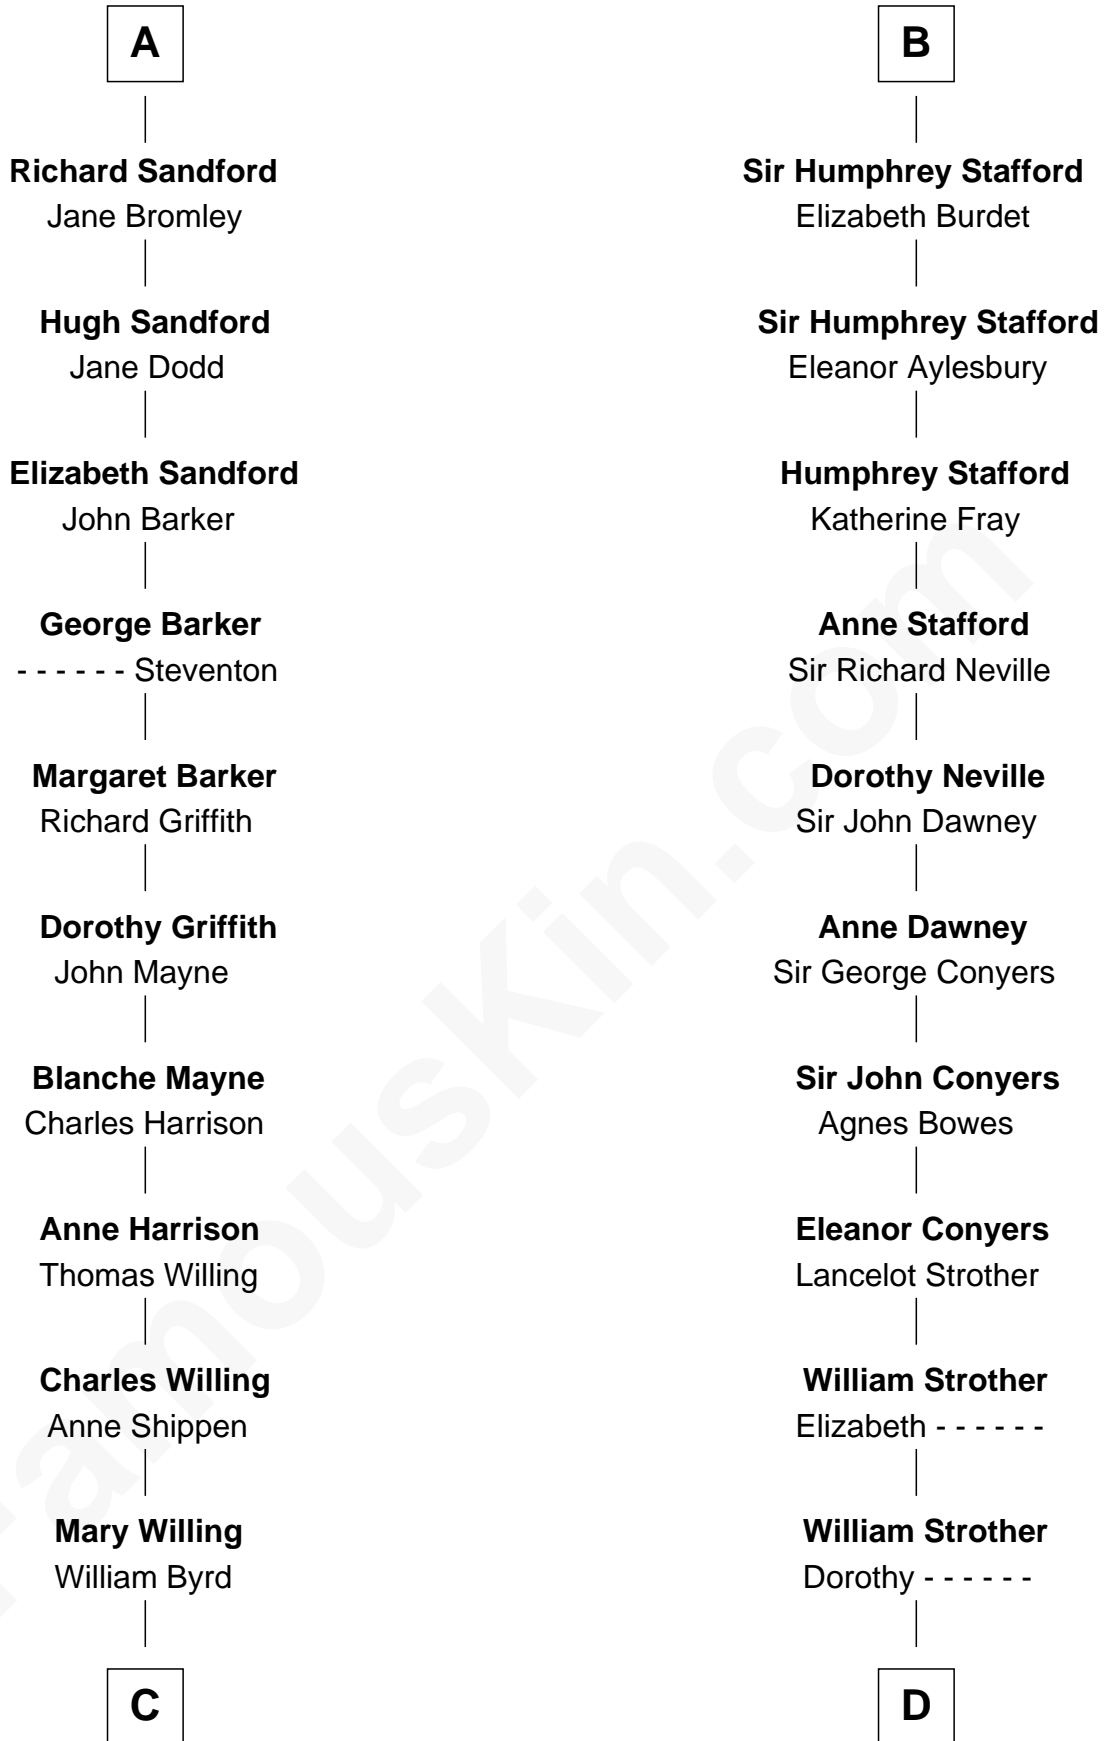 A
Richard Sandford
Jane Bromley
Hugh Sandford
Jane Dodd
Elizabeth Sandford
John Barker
George Barker
- - - - - - Steventon
Margaret Barker
Richard Griffith
Dorothy Griffith
John Mayne
Blanche Mayne
Charles Harrison
Anne Harrison
Thomas Willing
Charles Willing
Anne Shippen
Mary Willing
William Byrd
C
B
Sir Humphrey Stafford
Elizabeth Burdet
Sir Humphrey Stafford
Eleanor Aylesbury
Humphrey Stafford
Katherine Fray
Anne Stafford
Sir Richard Neville
Dorothy Neville
Sir John Dawney
Anne Dawney
Sir George Conyers
Sir John Conyers
Agnes Bowes
Eleanor Conyers
Lancelot Strother
William Strother
Elizabeth - - - - - -
William Strother
Dorothy - - - - - -
D
FamousKin.com